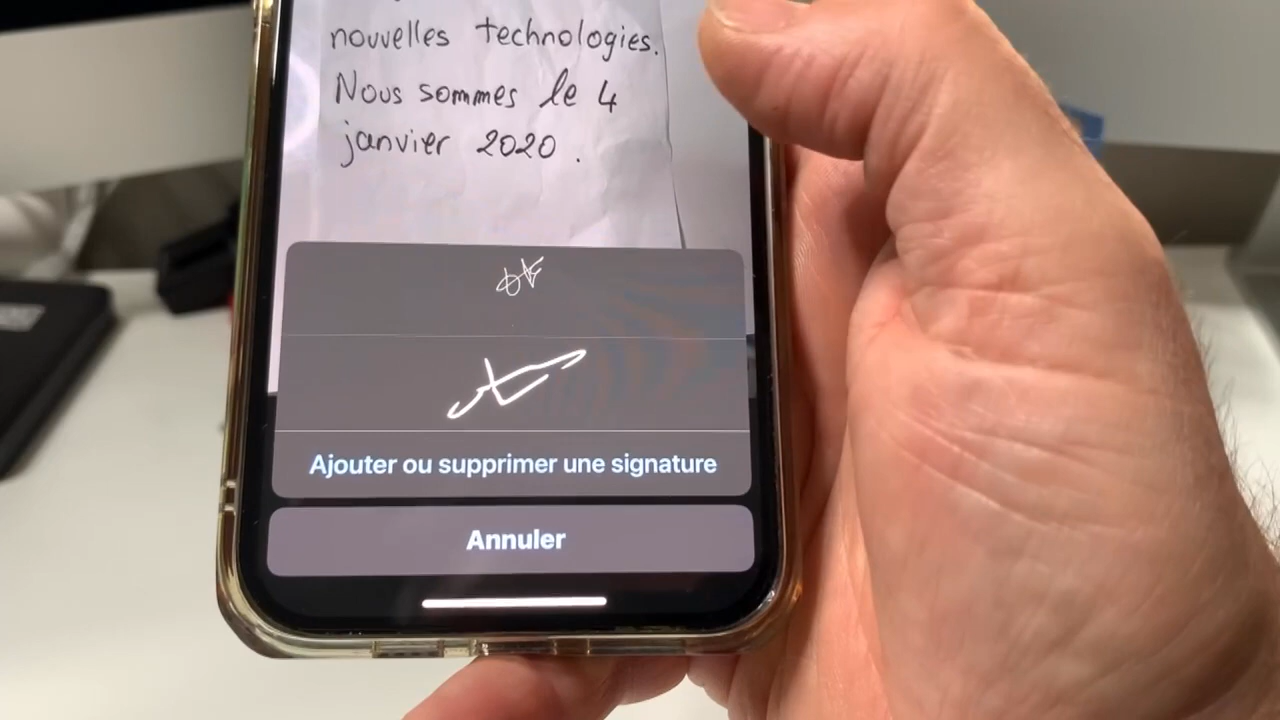 nouvelles technologies.
Nous sommes le 4
janvier 2020.
Ajouter ou supprimer une signature
Annuler